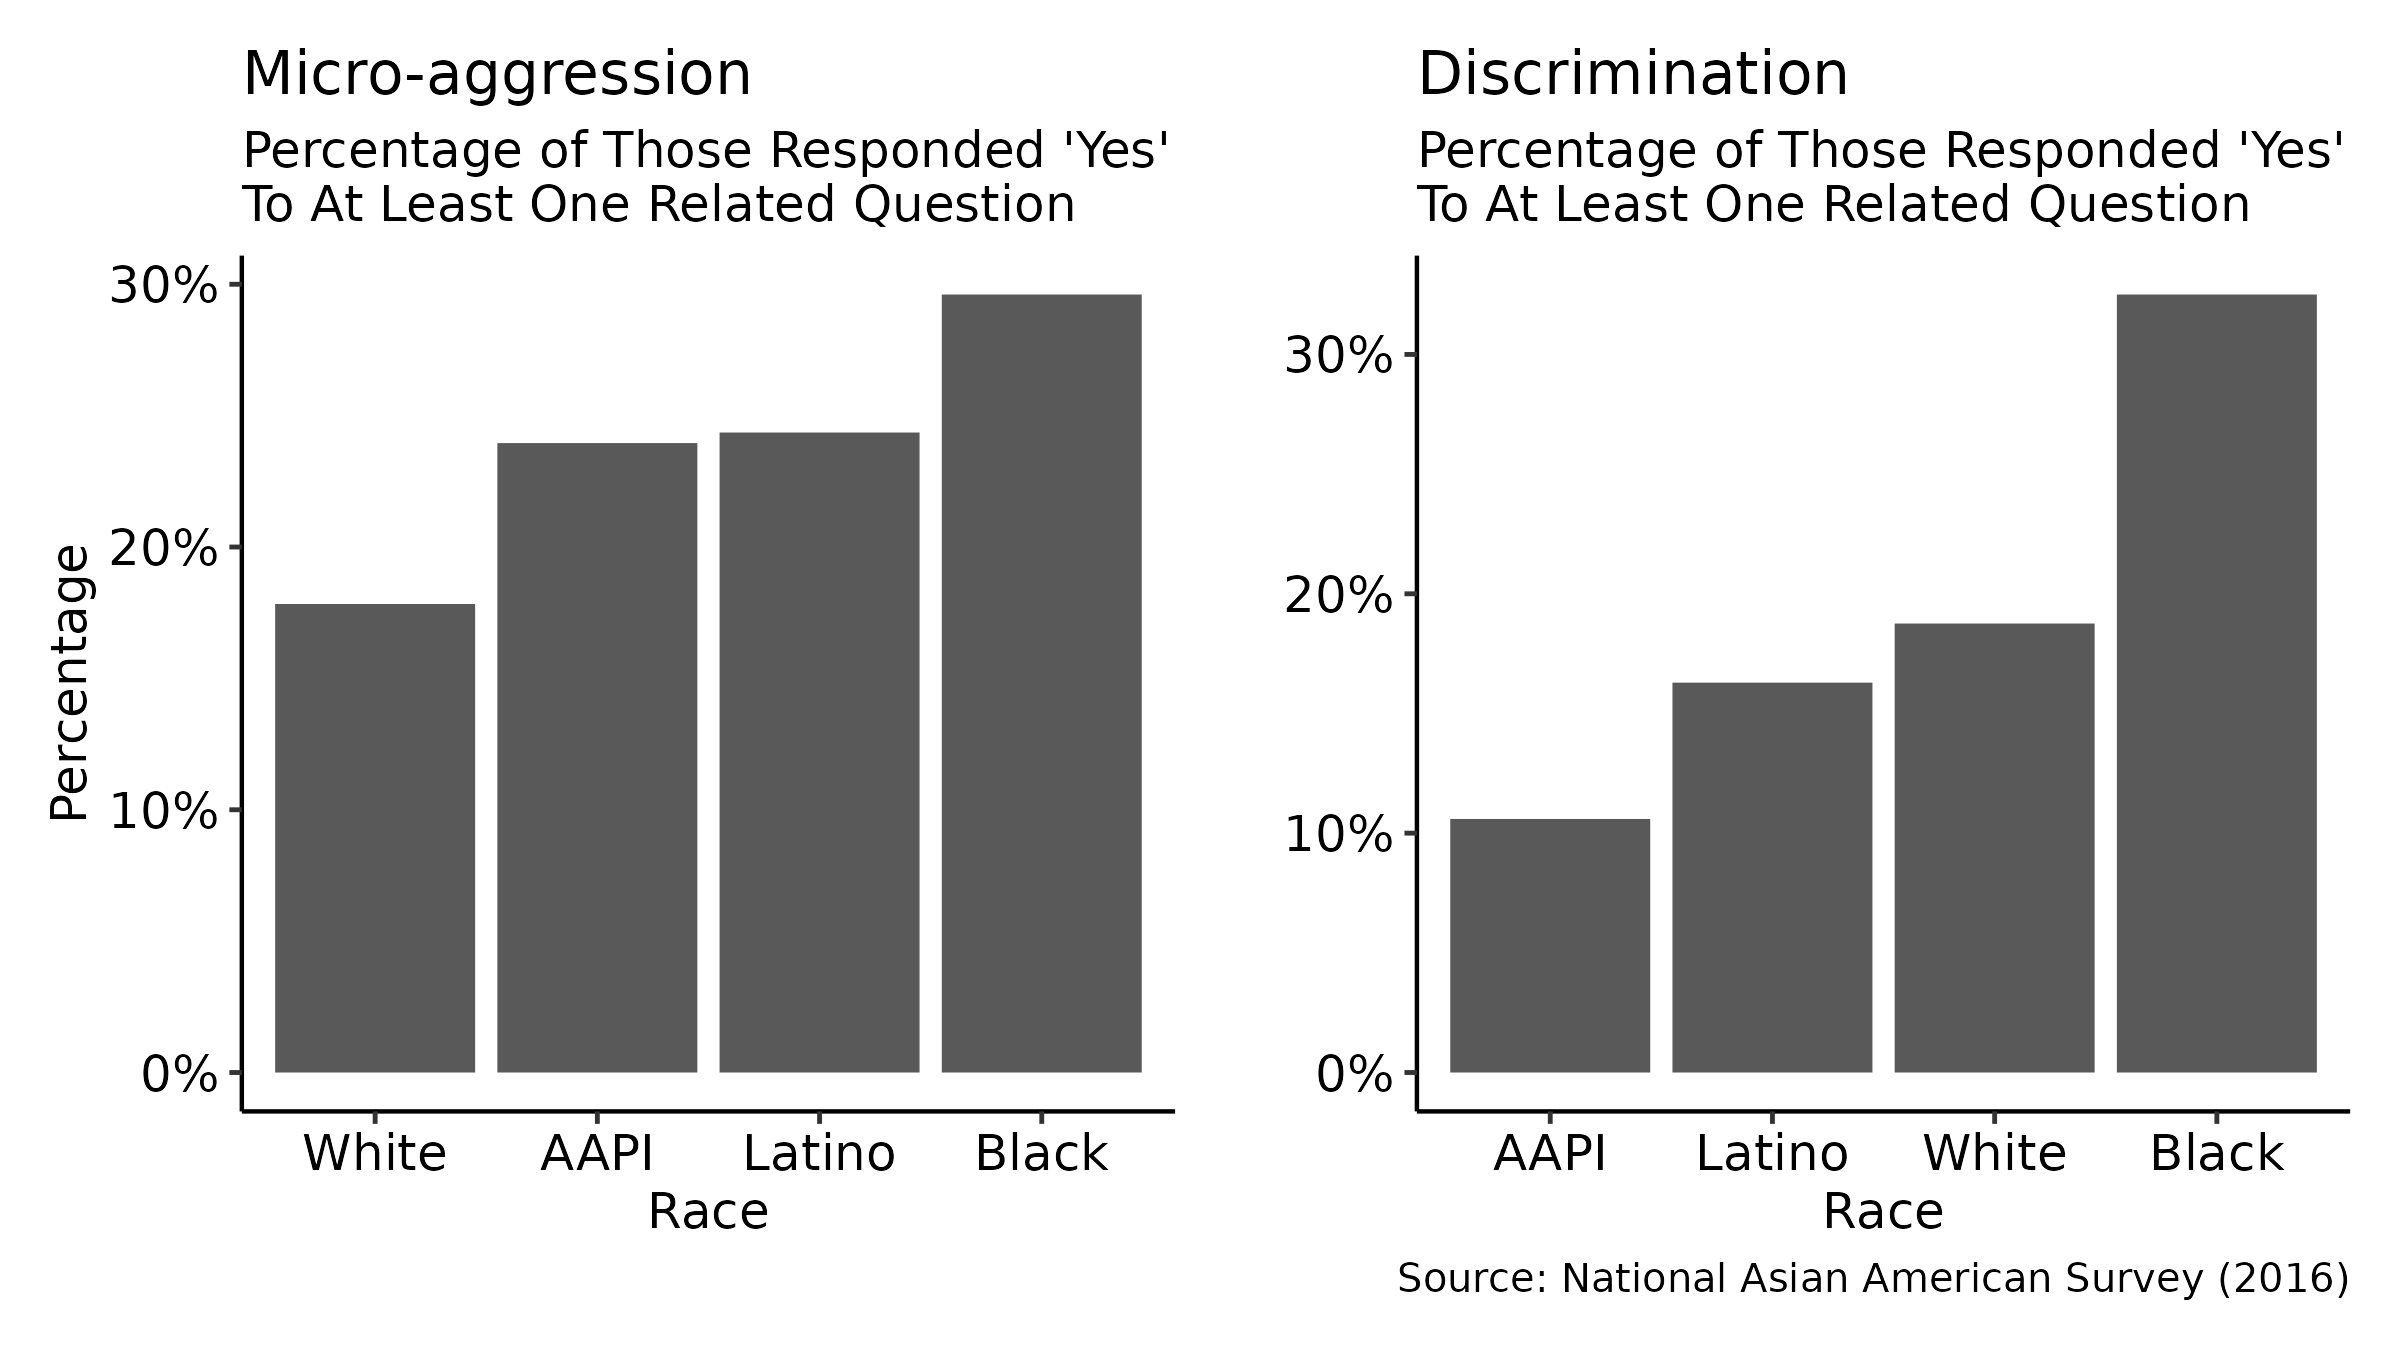 Micro-aggression
Percentage of Those Responded 'Yes'
To At Least One Related Question
30%
20%
10%
0%
Percentage
White
AAPI
Latino
Black
Race
Discrimination
Percentage of Those Responded 'Yes'
To At Least One Related Question
30%
20%
10%
0%
AAPI
Latino
White
Black
Race
Source: National Asian American Survey (2016)